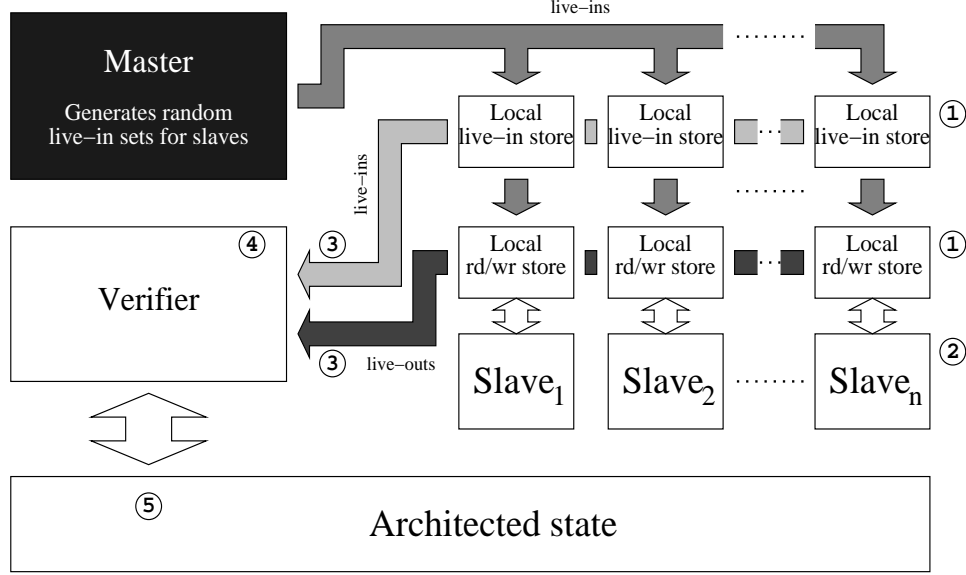 live−ins
Master
Generates random
live−in sets for slaves
Local
live−in store
Local
live−in store
· · ·
Local
live−in store
①
live−ins
③
④
Verifier
Local
rd/wr store
Local
rd/wr store
· · ·
Local
rd/wr store
①
③
live−outs
Slave1
Slave2
Slaven
②
⑤
Architected state